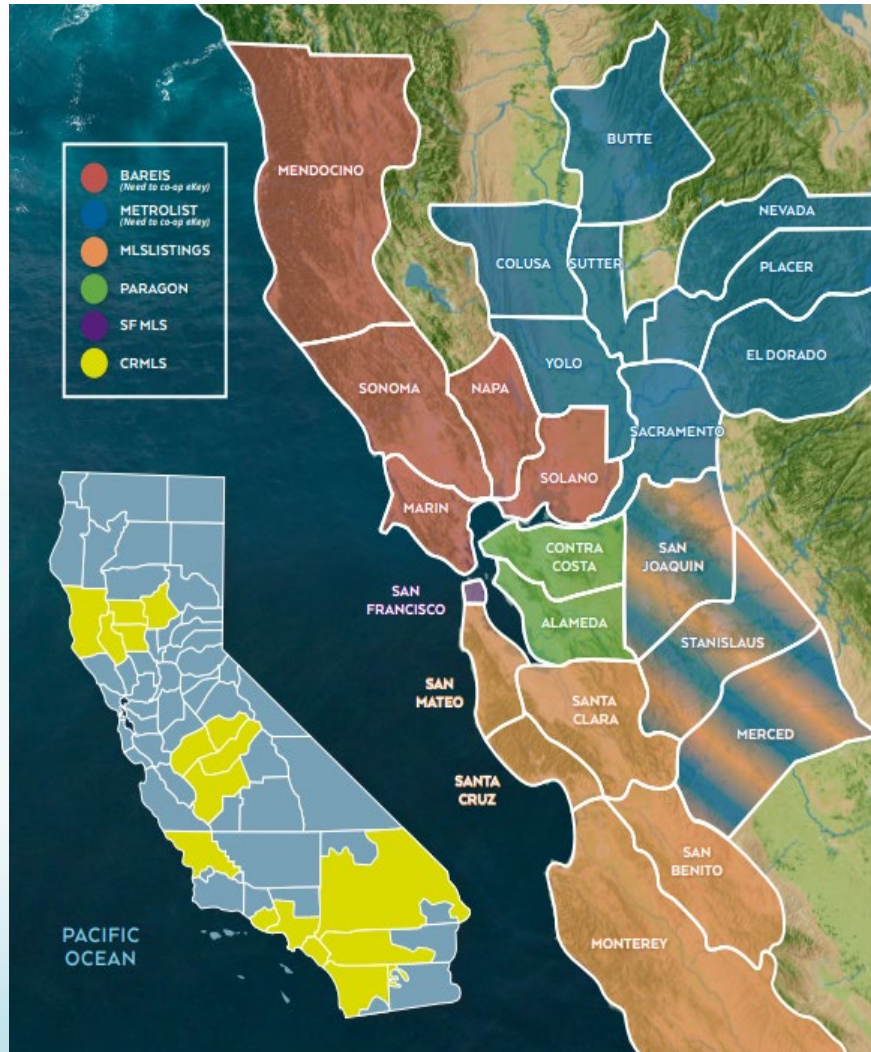 BAREIS
(Need to co-op eKey)
METROLIST
(Need to co-op eKey)
MLSLISTINGS
PARAGON
SF MLS
CRMLS
MENDOCINO
BUTTE
NEVADA
COLUSA
SUTTER
PLACER
YOLO
EL DORADO
SONOMA
NAPA
SACRAMENTO
SOLANO
MARIN
CONTRA
COSTA
SAN
JOAQUIN
SAN
FRANCISCO
ALAMEDA
STANISLAUS
SAN
MATEO
SANTA
CLARA
MERCED
SANTA
CRUZ
SAN
BENITO
MONTEREY
PACIFIC
OCEAN